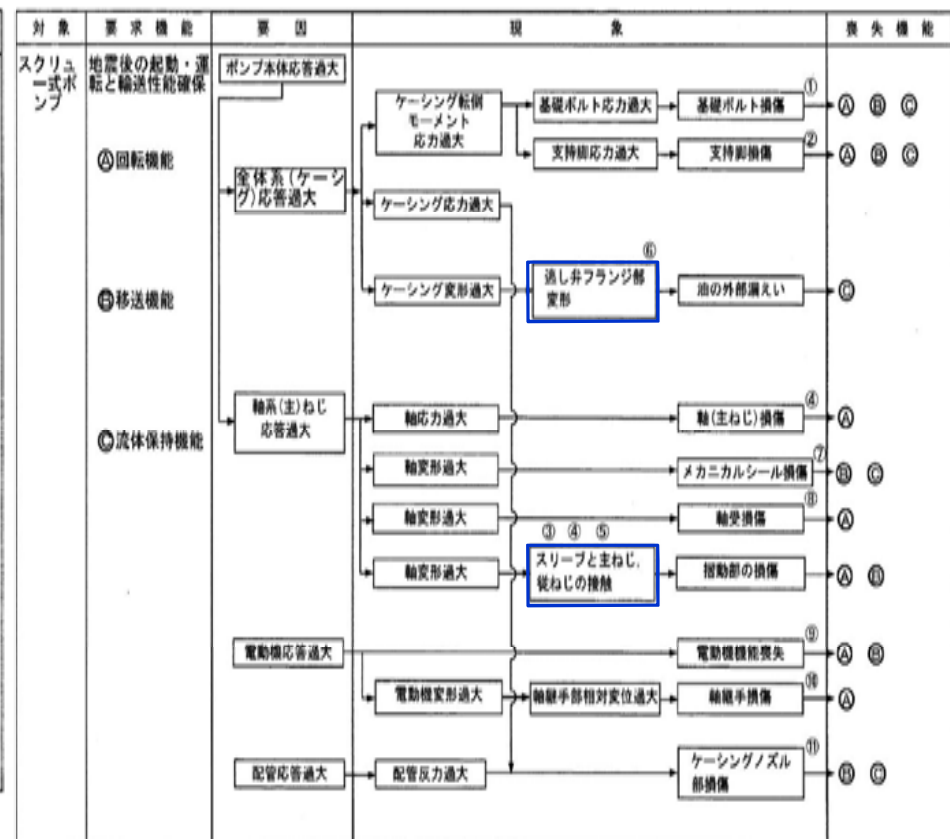 対象
要求機能
要因
現象
喪失機能
スクリュ
ー式ポ
ンプ
地震後の起動・運
転と輸送性能確保
Ⓐ回転機能
Ⓑ移送機能
Ⓒ流体保持機能
ポンプ本体応答過大
全体系(ケーシ
グ)応答過大
ケーシング転倒
モーメント
応力過大
基礎ボルト応力過大
基礎ボルト損傷
①
Ⓐ Ⓑ Ⓒ
支持脚応力過大
支持脚損傷
②
Ⓐ Ⓑ Ⓒ
ケーシング応力過大
ケーシング変形過大
⑥
逃し弁フランジ部
変形
油の外部漏えい
Ⓒ
軸系(主)ねじ
応答過大
軸応力過大
軸(主ねじ)損傷
④
Ⓐ
軸変形過大
メカニカルシール損傷
⑦
Ⓑ Ⓒ
軸変形過大
軸受損傷
⑧
Ⓐ
軸変形過大
③ ④ ⑤
スリーブと主ねじ,
従ねじの接触
摺動部の損傷
Ⓐ Ⓑ
電動機応答過大
電動機機能喪失
⑨
Ⓐ Ⓑ
電動機変形過大
軸継手部相対変位過大
軸継手損傷
⑩
Ⓐ
配管応答過大
配管反力過大
ケーシングノズル
部損傷
⑪
Ⓑ Ⓒ